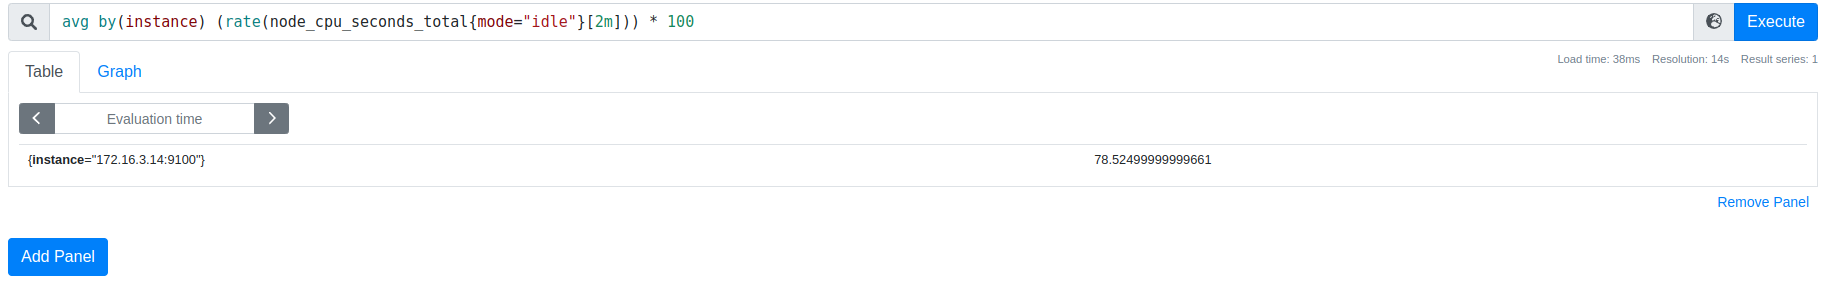 avg by(instance) (rate(node_cpu_seconds_total{mode="idle"}[2m])) * 100
Execute
Table
Graph
Load time: 38ms Resolution: 14s Result series: 1
Evaluation time
{instance="172.16.3.14:9100"} 78.52499999999661
Remove Panel
Add Panel